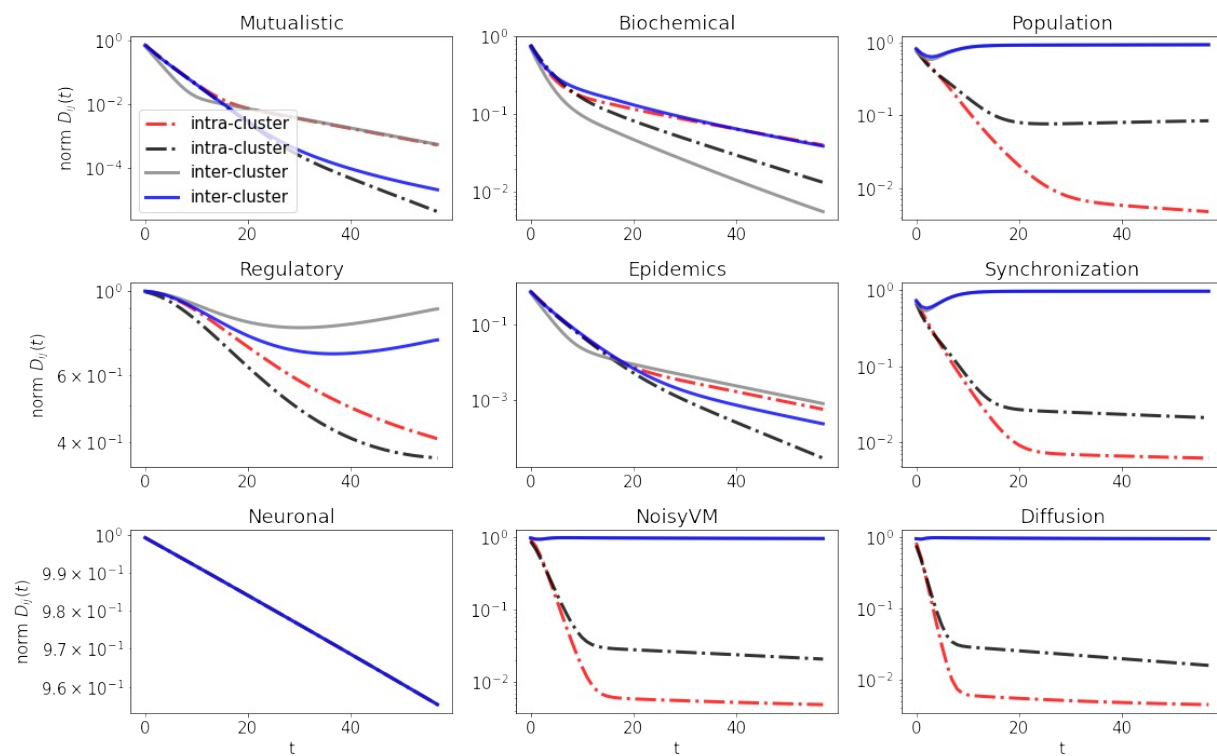 Mutualistic
norm D_ij(t)
10^0
10^-2
10^-4
intra-cluster
intra-cluster
inter-cluster
inter-cluster
0 20 40
Biochemical
10^0
10^-1
10^-2
0 20 40
Population
10^0
10^-1
10^-2
0 20 40
Regulatory
norm D_ij(t)
10^0
6 × 10^-1
4 × 10^-1
0 20 40
Epidemics
10^-1
10^-3
0 20 40
Synchronization
10^0
10^-1
10^-2
0 20 40
Neuronal
norm D_ij(t)
10^0
9.9 × 10^-1
9.8 × 10^-1
9.7 × 10^-1
9.6 × 10^-1
0 20 40
t
NoisyVM
10^0
10^-1
10^-2
0 20 40
t
Diffusion
10^0
10^-1
10^-2
0 20 40
t